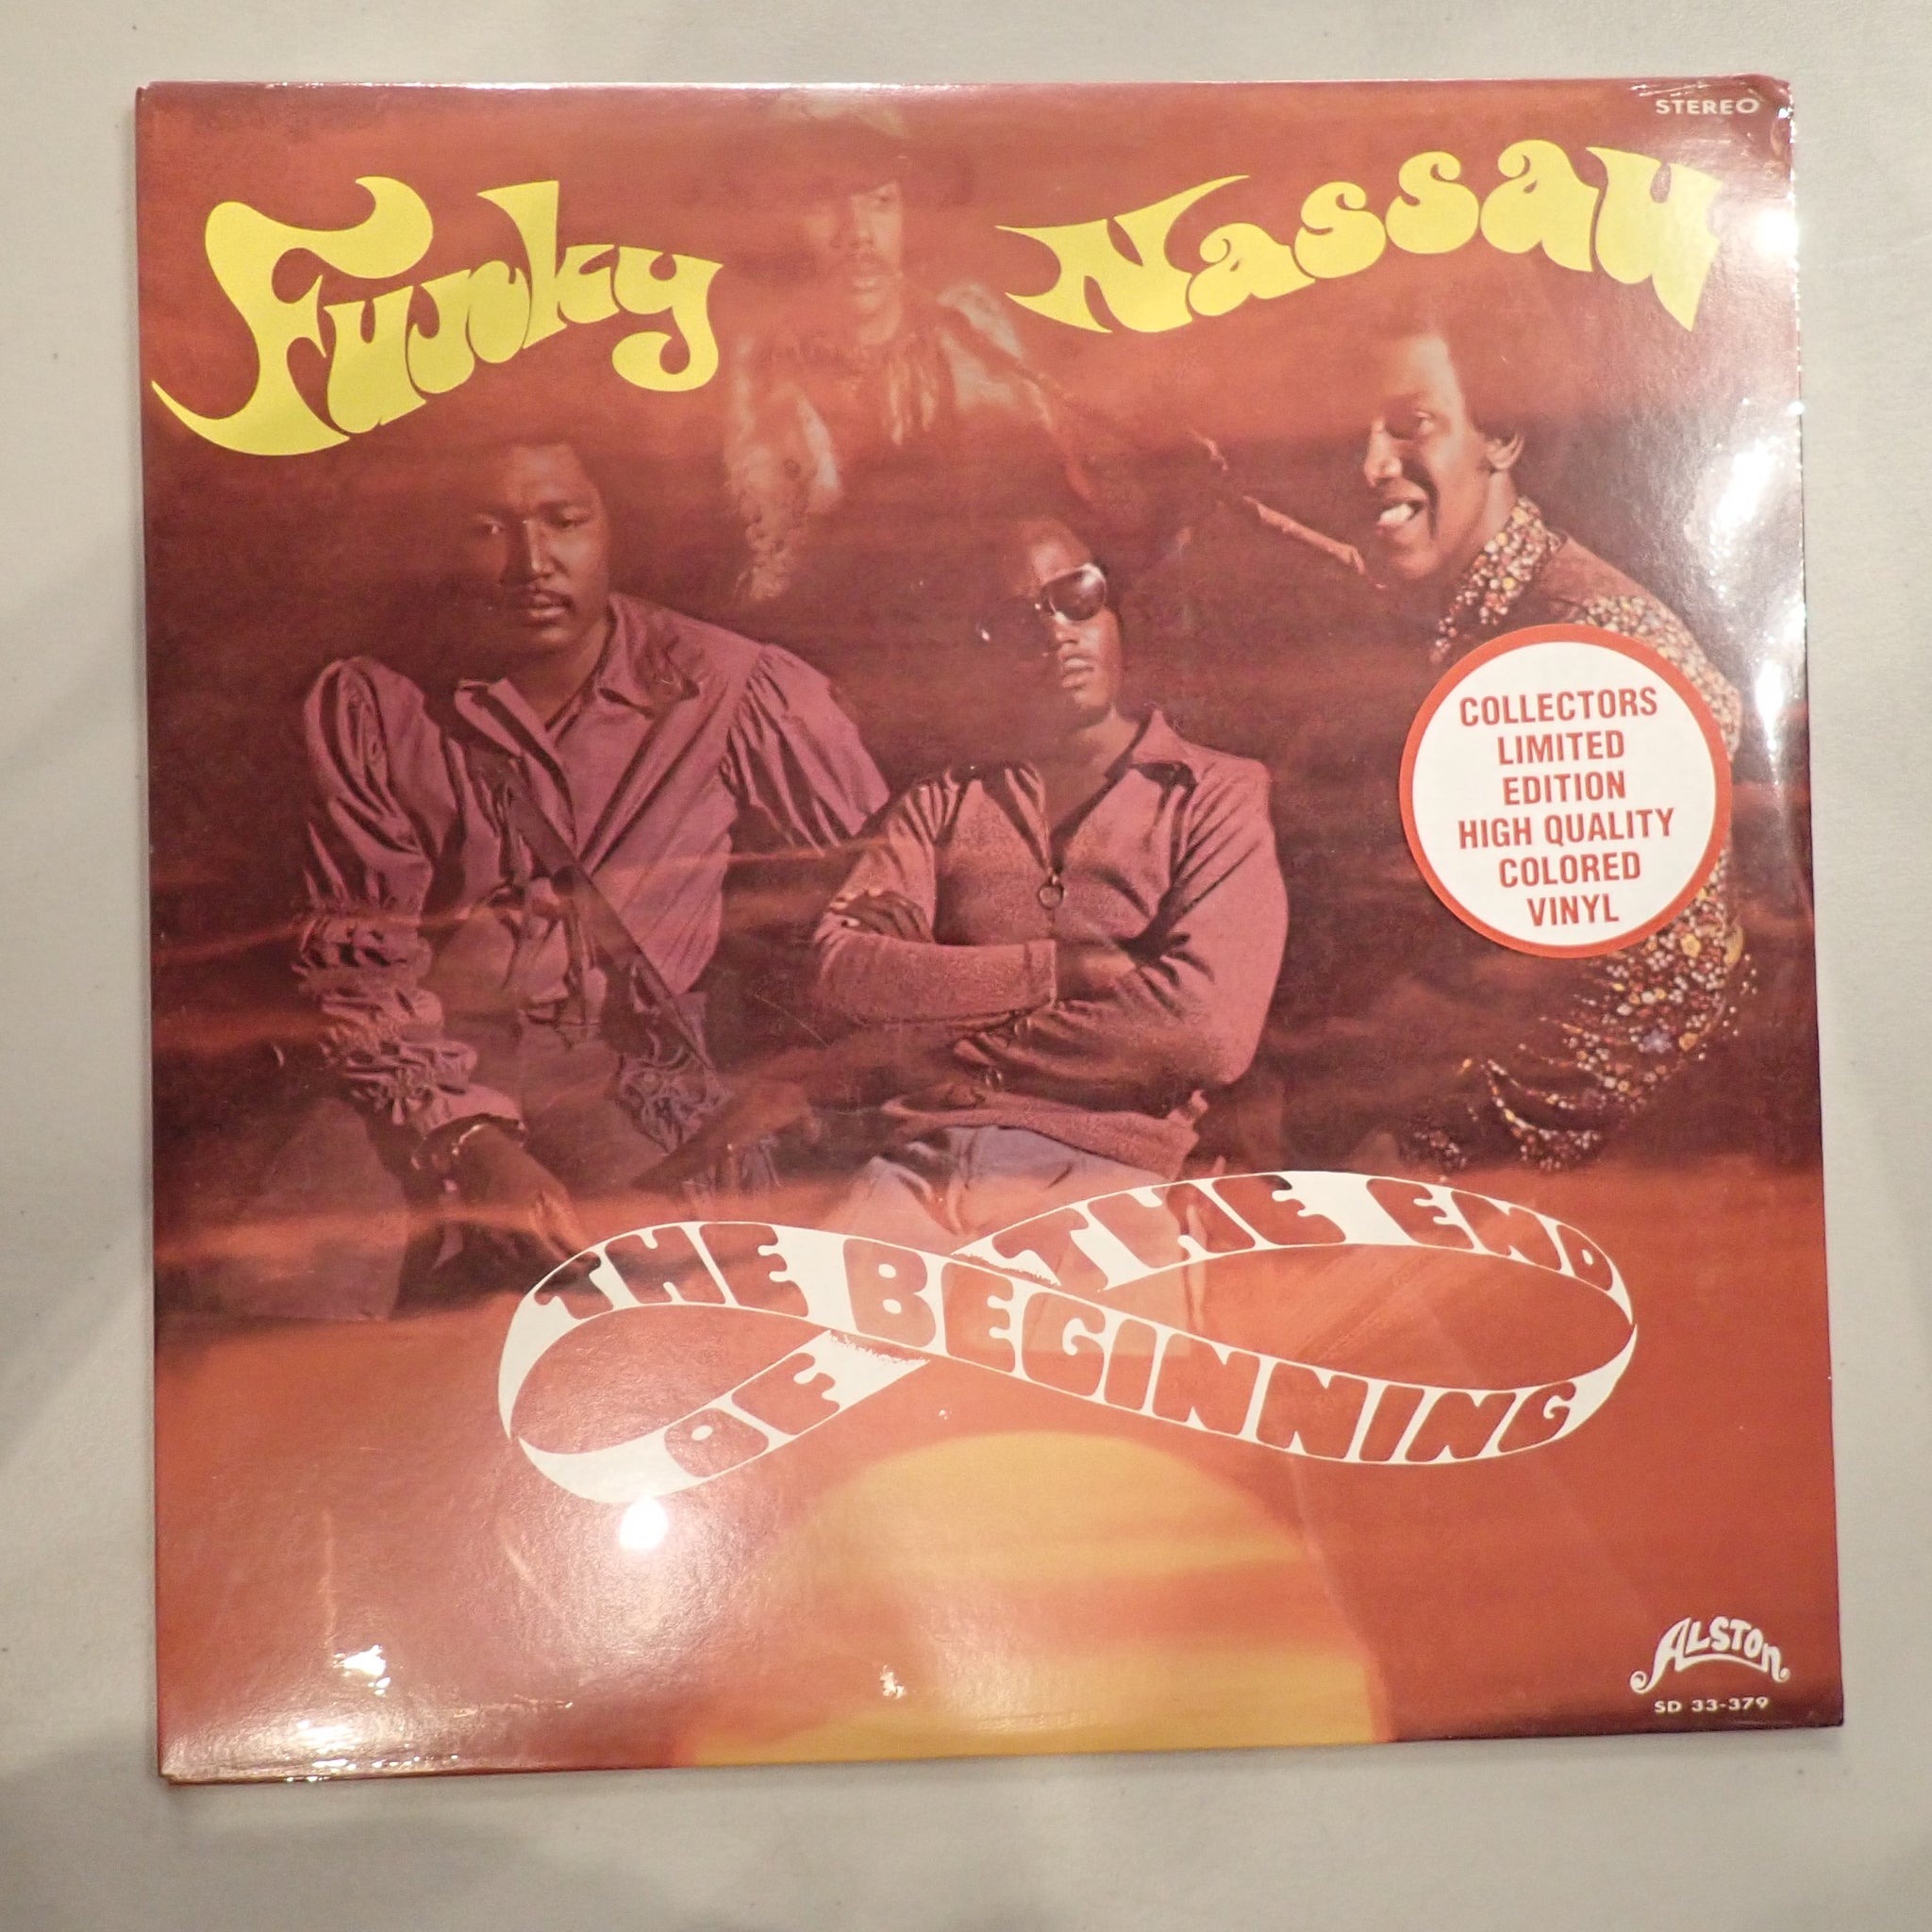 STEREO
Funky Nassau
COLLECTORS
LIMITED
EDITION
HIGH QUALITY
COLORED
VINYL
THE BEGINNING
OF THE END
ALSTON
SD 33-379